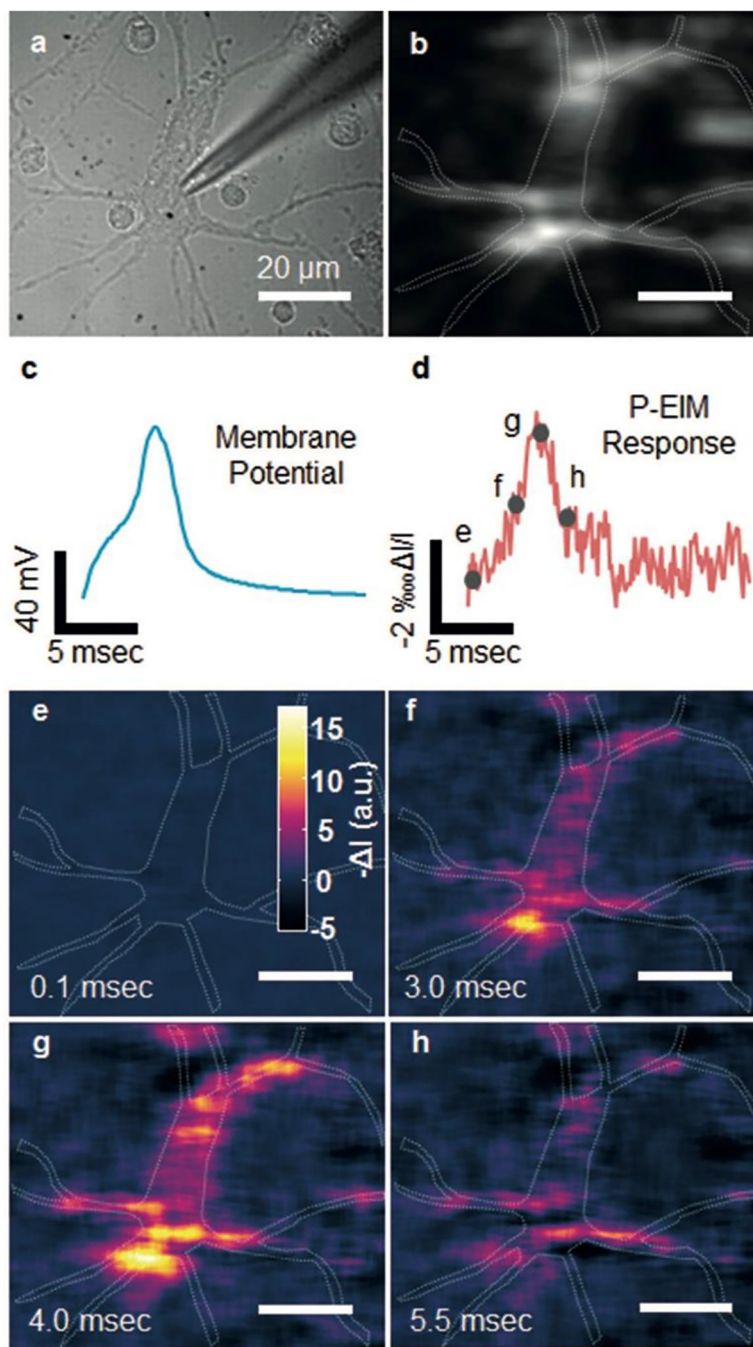 a
b
20 µm
c
d
Membrane
Potential
P-EIM
Response
g
f
h
e
40 mV
5 msec
-2 ‱ΔI/I
5 msec
e
15
10
5
0
-5
-ΔI (a.u.)
0.1 msec
f
3.0 msec
g
4.0 msec
h
5.5 msec